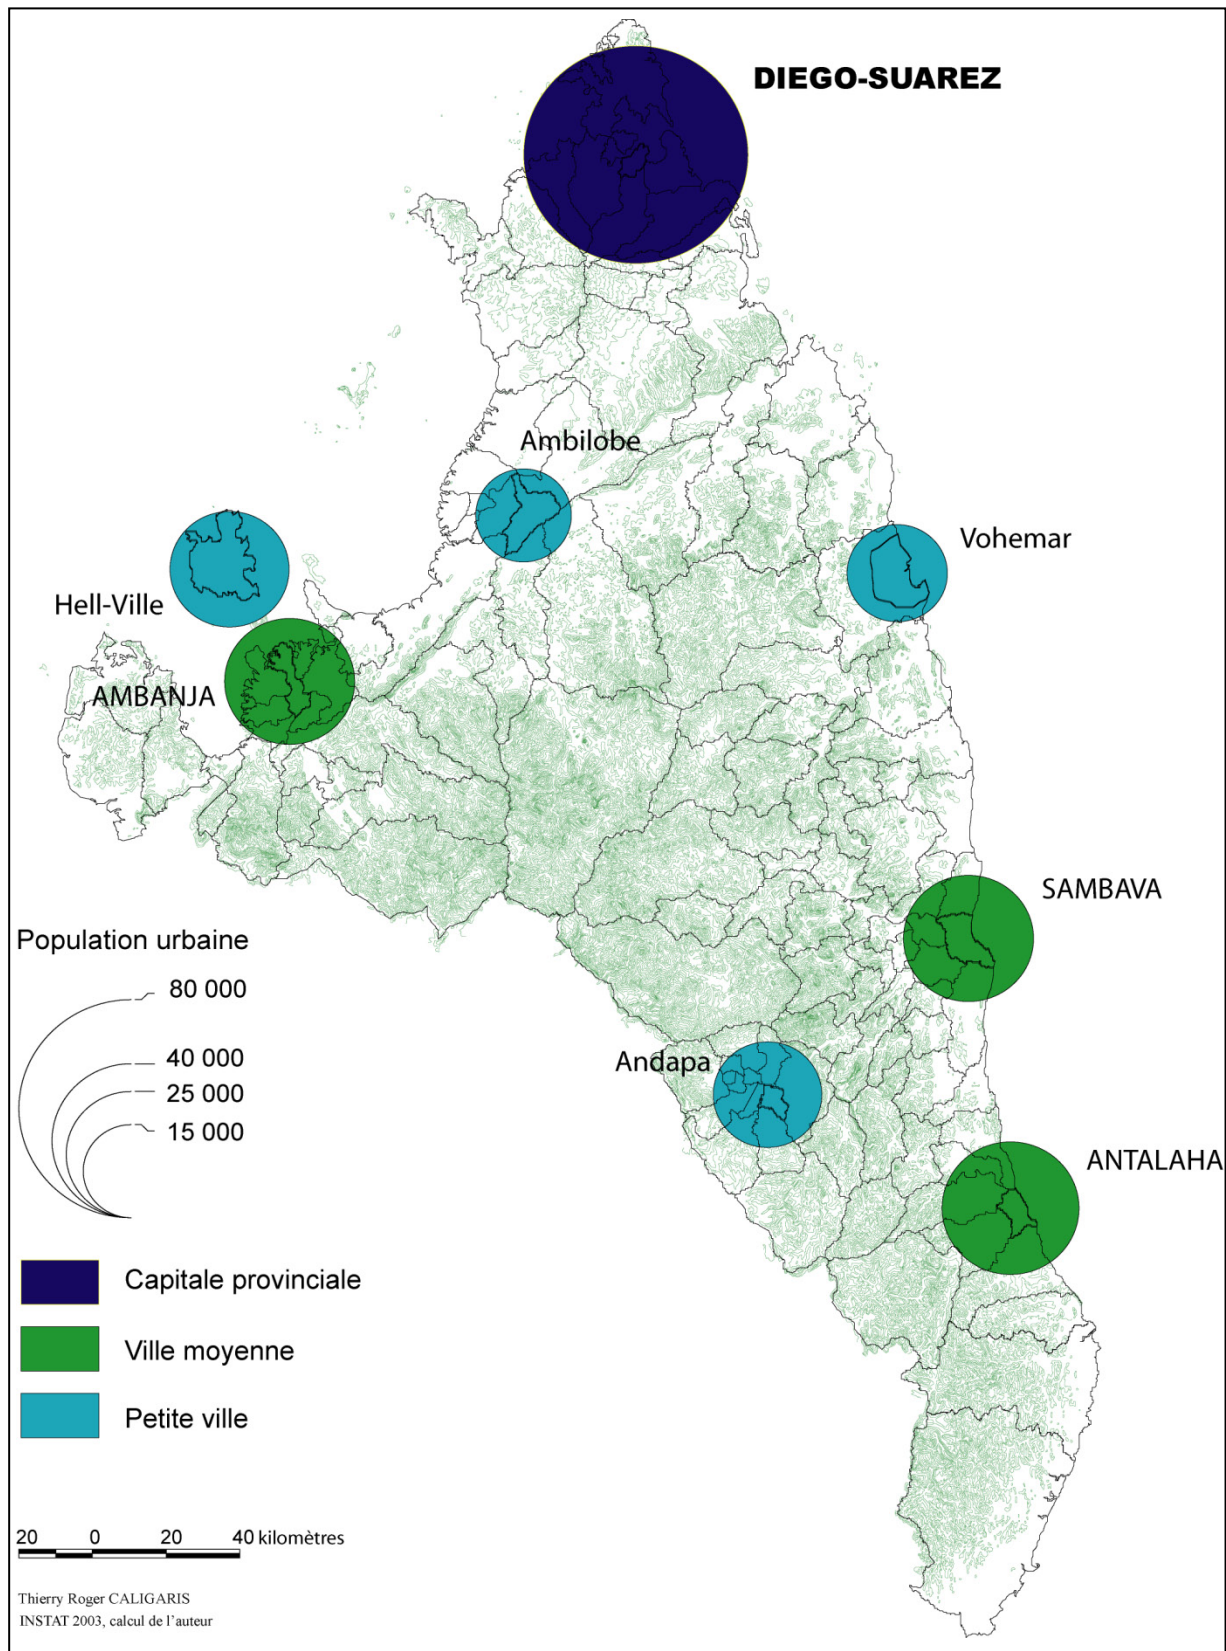 DIEGO-SUAREZ
Ambilobe
Vohemar
Hell-Ville
AMBANJA
SAMBAVA
Andapa
ANTALAHA
Population urbaine
80 000
40 000
25 000
15 000
Capitale provinciale
Ville moyenne
Petite ville
20 0 20 40 kilomètres
Thierry Roger CALIGARIS
INSTAT 2003, calcul de l'auteur